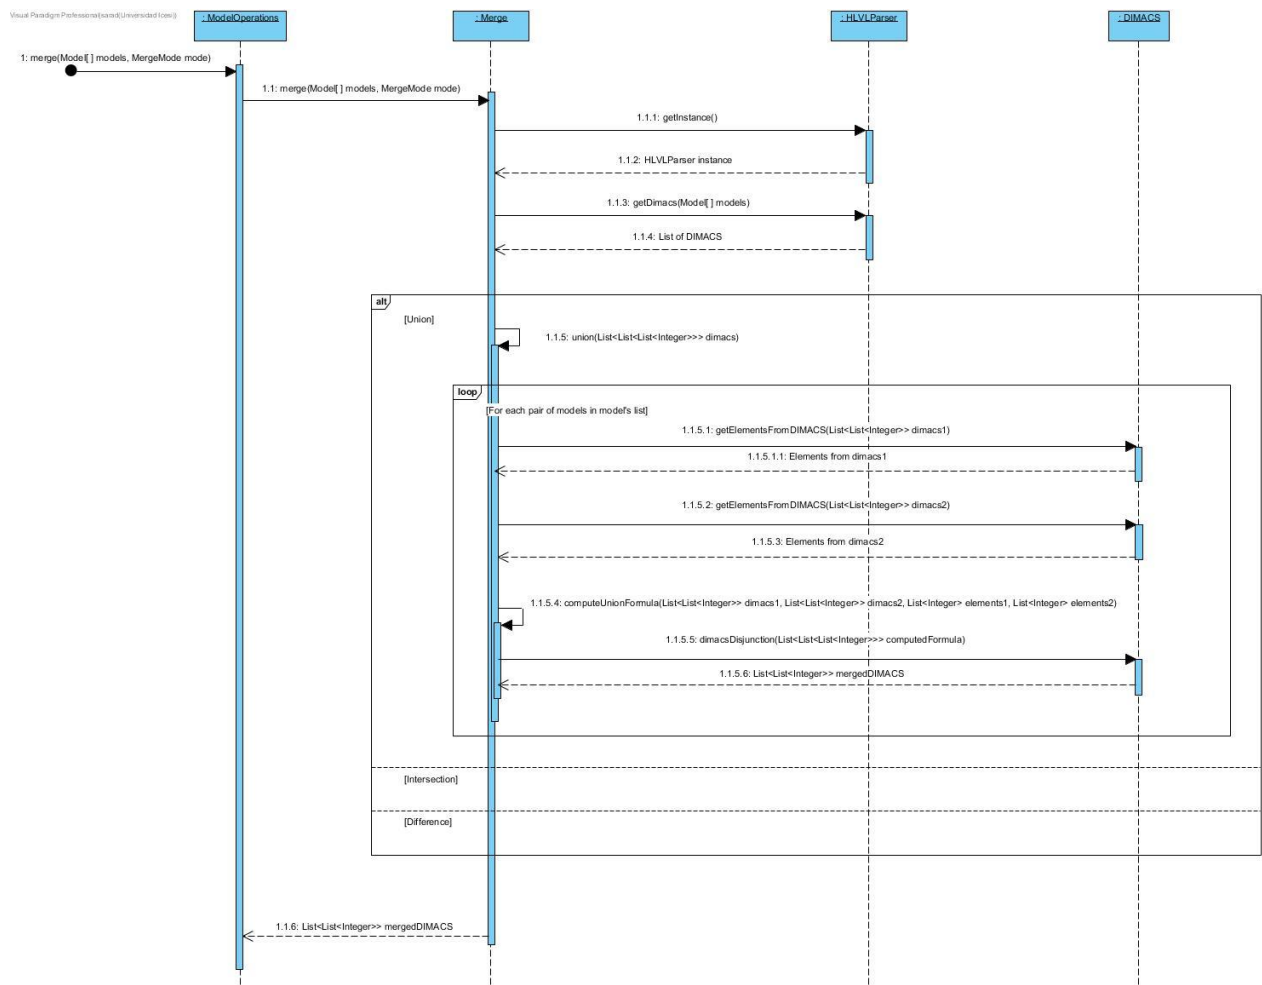 Visual Paradigm Professional(sarad(Universidad Icesi))
: ModelOperations
: Merge
: HLVLParser
: DIMACS
1: merge(Model[ ] models, MergeMode mode)
1.1: merge(Model[ ] models, MergeMode mode)
1.1.1: getInstance()
1.1.2: HLVLParser instance
1.1.3: getDimacs(Model[ ] models)
1.1.4: List of DIMACS
alt
[Union]
1.1.5: union(List<List<List<Integer>>> dimacs)
loop
[For each pair of models in model's list]
1.1.5.1: getElementsFromDIMACS(List<List<Integer>> dimacs1)
1.1.5.1.1: Elements from dimacs1
1.1.5.2: getElementsFromDIMACS(List<List<Integer>> dimacs2)
1.1.5.3: Elements from dimacs2
1.1.5.4: computeUnionFormula(List<List<Integer>> dimacs1, List<List<Integer>> dimacs2, List<Integer> elements1, List<Integer> elements2)
1.1.5.5: dimacsDisjunction(List<List<List<Integer>>> computedFormula)
1.1.5.6: List<List<Integer>> mergedDIMACS
[Intersection]
[Difference]
1.1.6: List<List<Integer>> mergedDIMACS